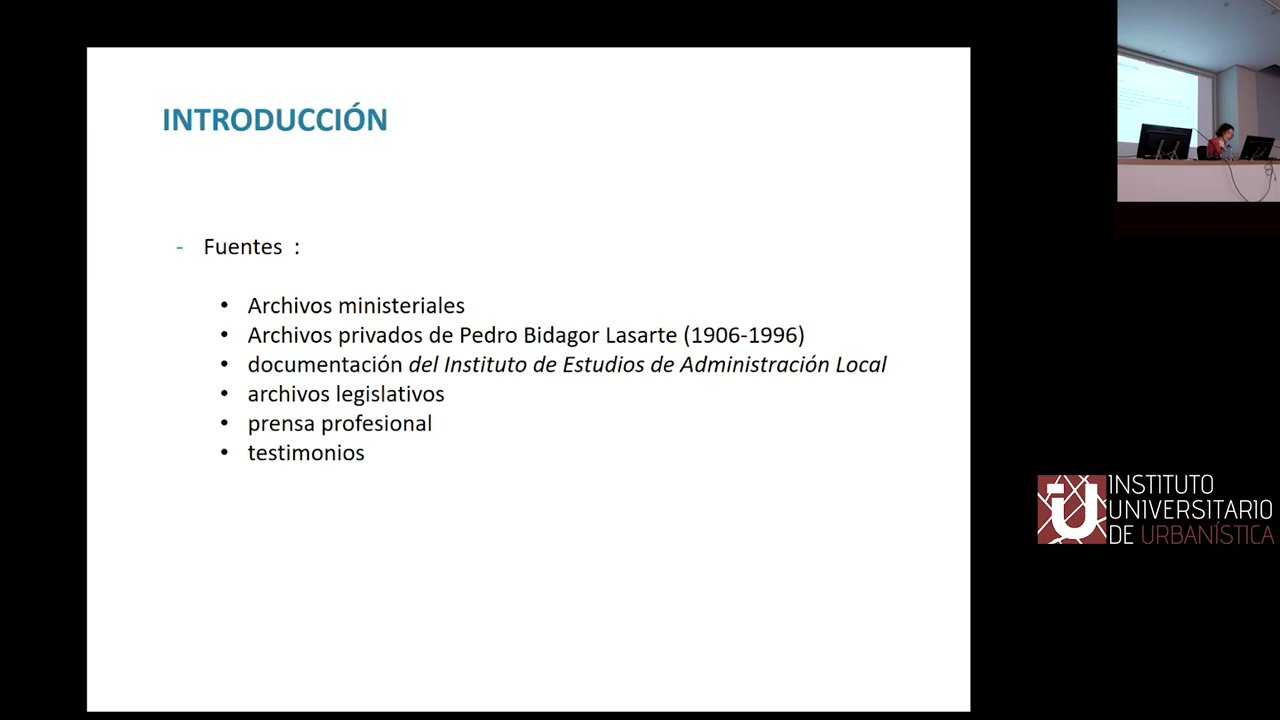 INTRODUCCIÓN
- Fuentes :
• Archivos ministeriales
• Archivos privados de Pedro Bidagor Lasarte (1906-1996)
• documentación del Instituto de Estudios de Administración Local
• archivos legislativos
• prensa profesional
• testimonios
INSTITUTO
UNIVERSITARIO
DE URBANÍSTICA